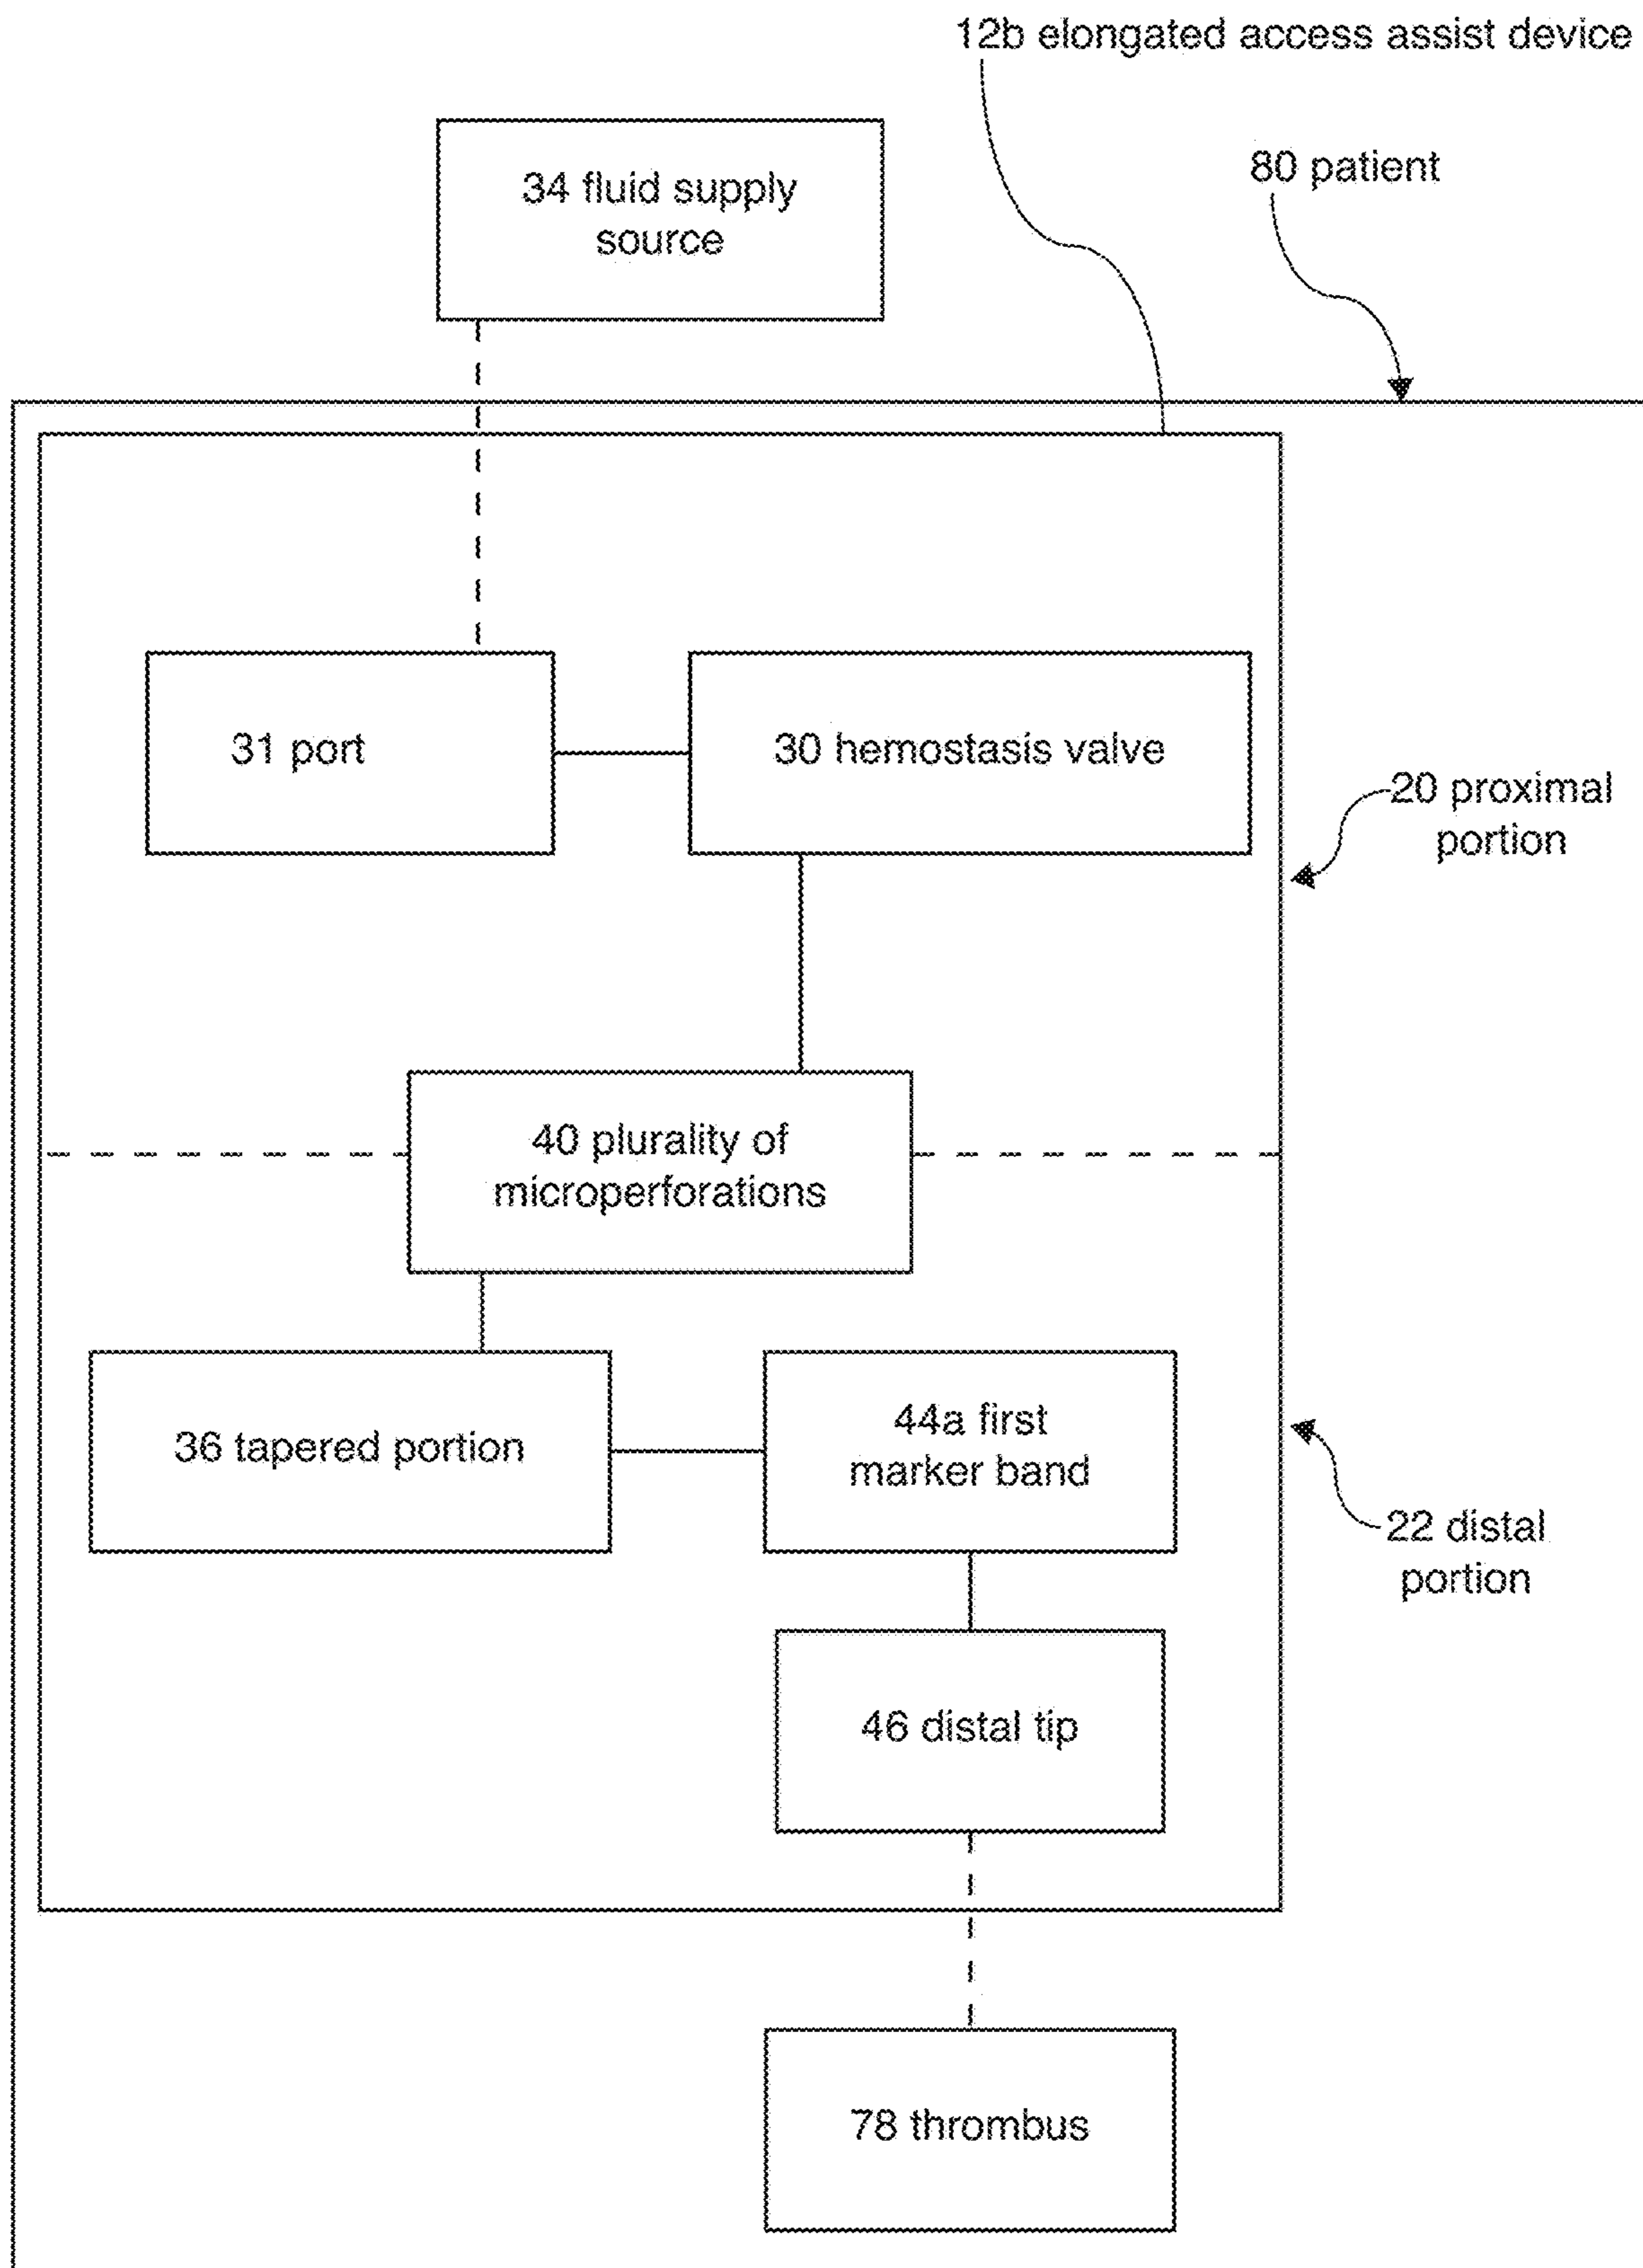 12b elongated access assist device
80 patient
34 fluid supply
source
31 port
30 hemostasis valve
20 proximal
portion
40 plurality of
microperforations
36 tapered portion
44a first
marker band
22 distal
portion
46 distal tip
78 thrombus